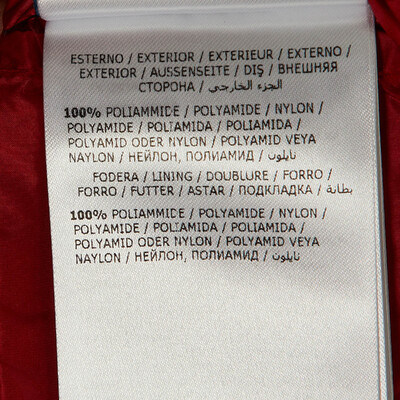 ESTERNO / EXTERIOR / EXTERIEUR / EXTERNO /
EXTERIOR / AUSSENSEITE / DIŞ / ВНЕШНЯЯ
СТОРОНА / الجزء الخارجي
100% POLIAMMIDE / POLYAMIDE / NYLON /
POLYAMIDE / POLIAMIDA / POLIAMIDA /
POLYAMID ODER NYLON / POLYAMID VEYA
NAYLON / НЕЙЛОН, ПОЛИАМИД / نايلون
FODERA / LINING / DOUBLURE / FORRO /
FORRO / FUTTER / ASTAR / ПОДКЛАДКА / بطانة
100% POLIAMMIDE / POLYAMIDE / NYLON /
POLYAMIDE / POLIAMIDA / POLIAMIDA /
POLYAMID ODER NYLON / POLYAMID VEYA
NAYLON / НЕЙЛОН, ПОЛИАМИД / نايلون